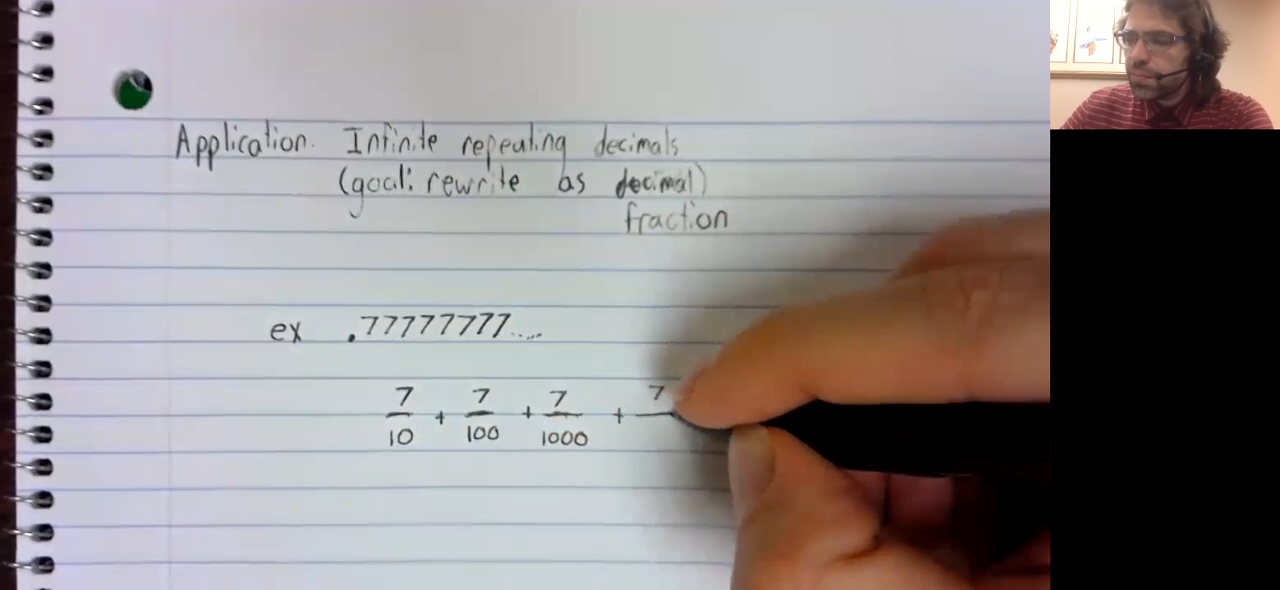 Application. Infinite repeating decimals
(goal: rewrite as decimal)
fraction
ex .77777777.....
7/10 + 7/100 + 7/1000 + 7/